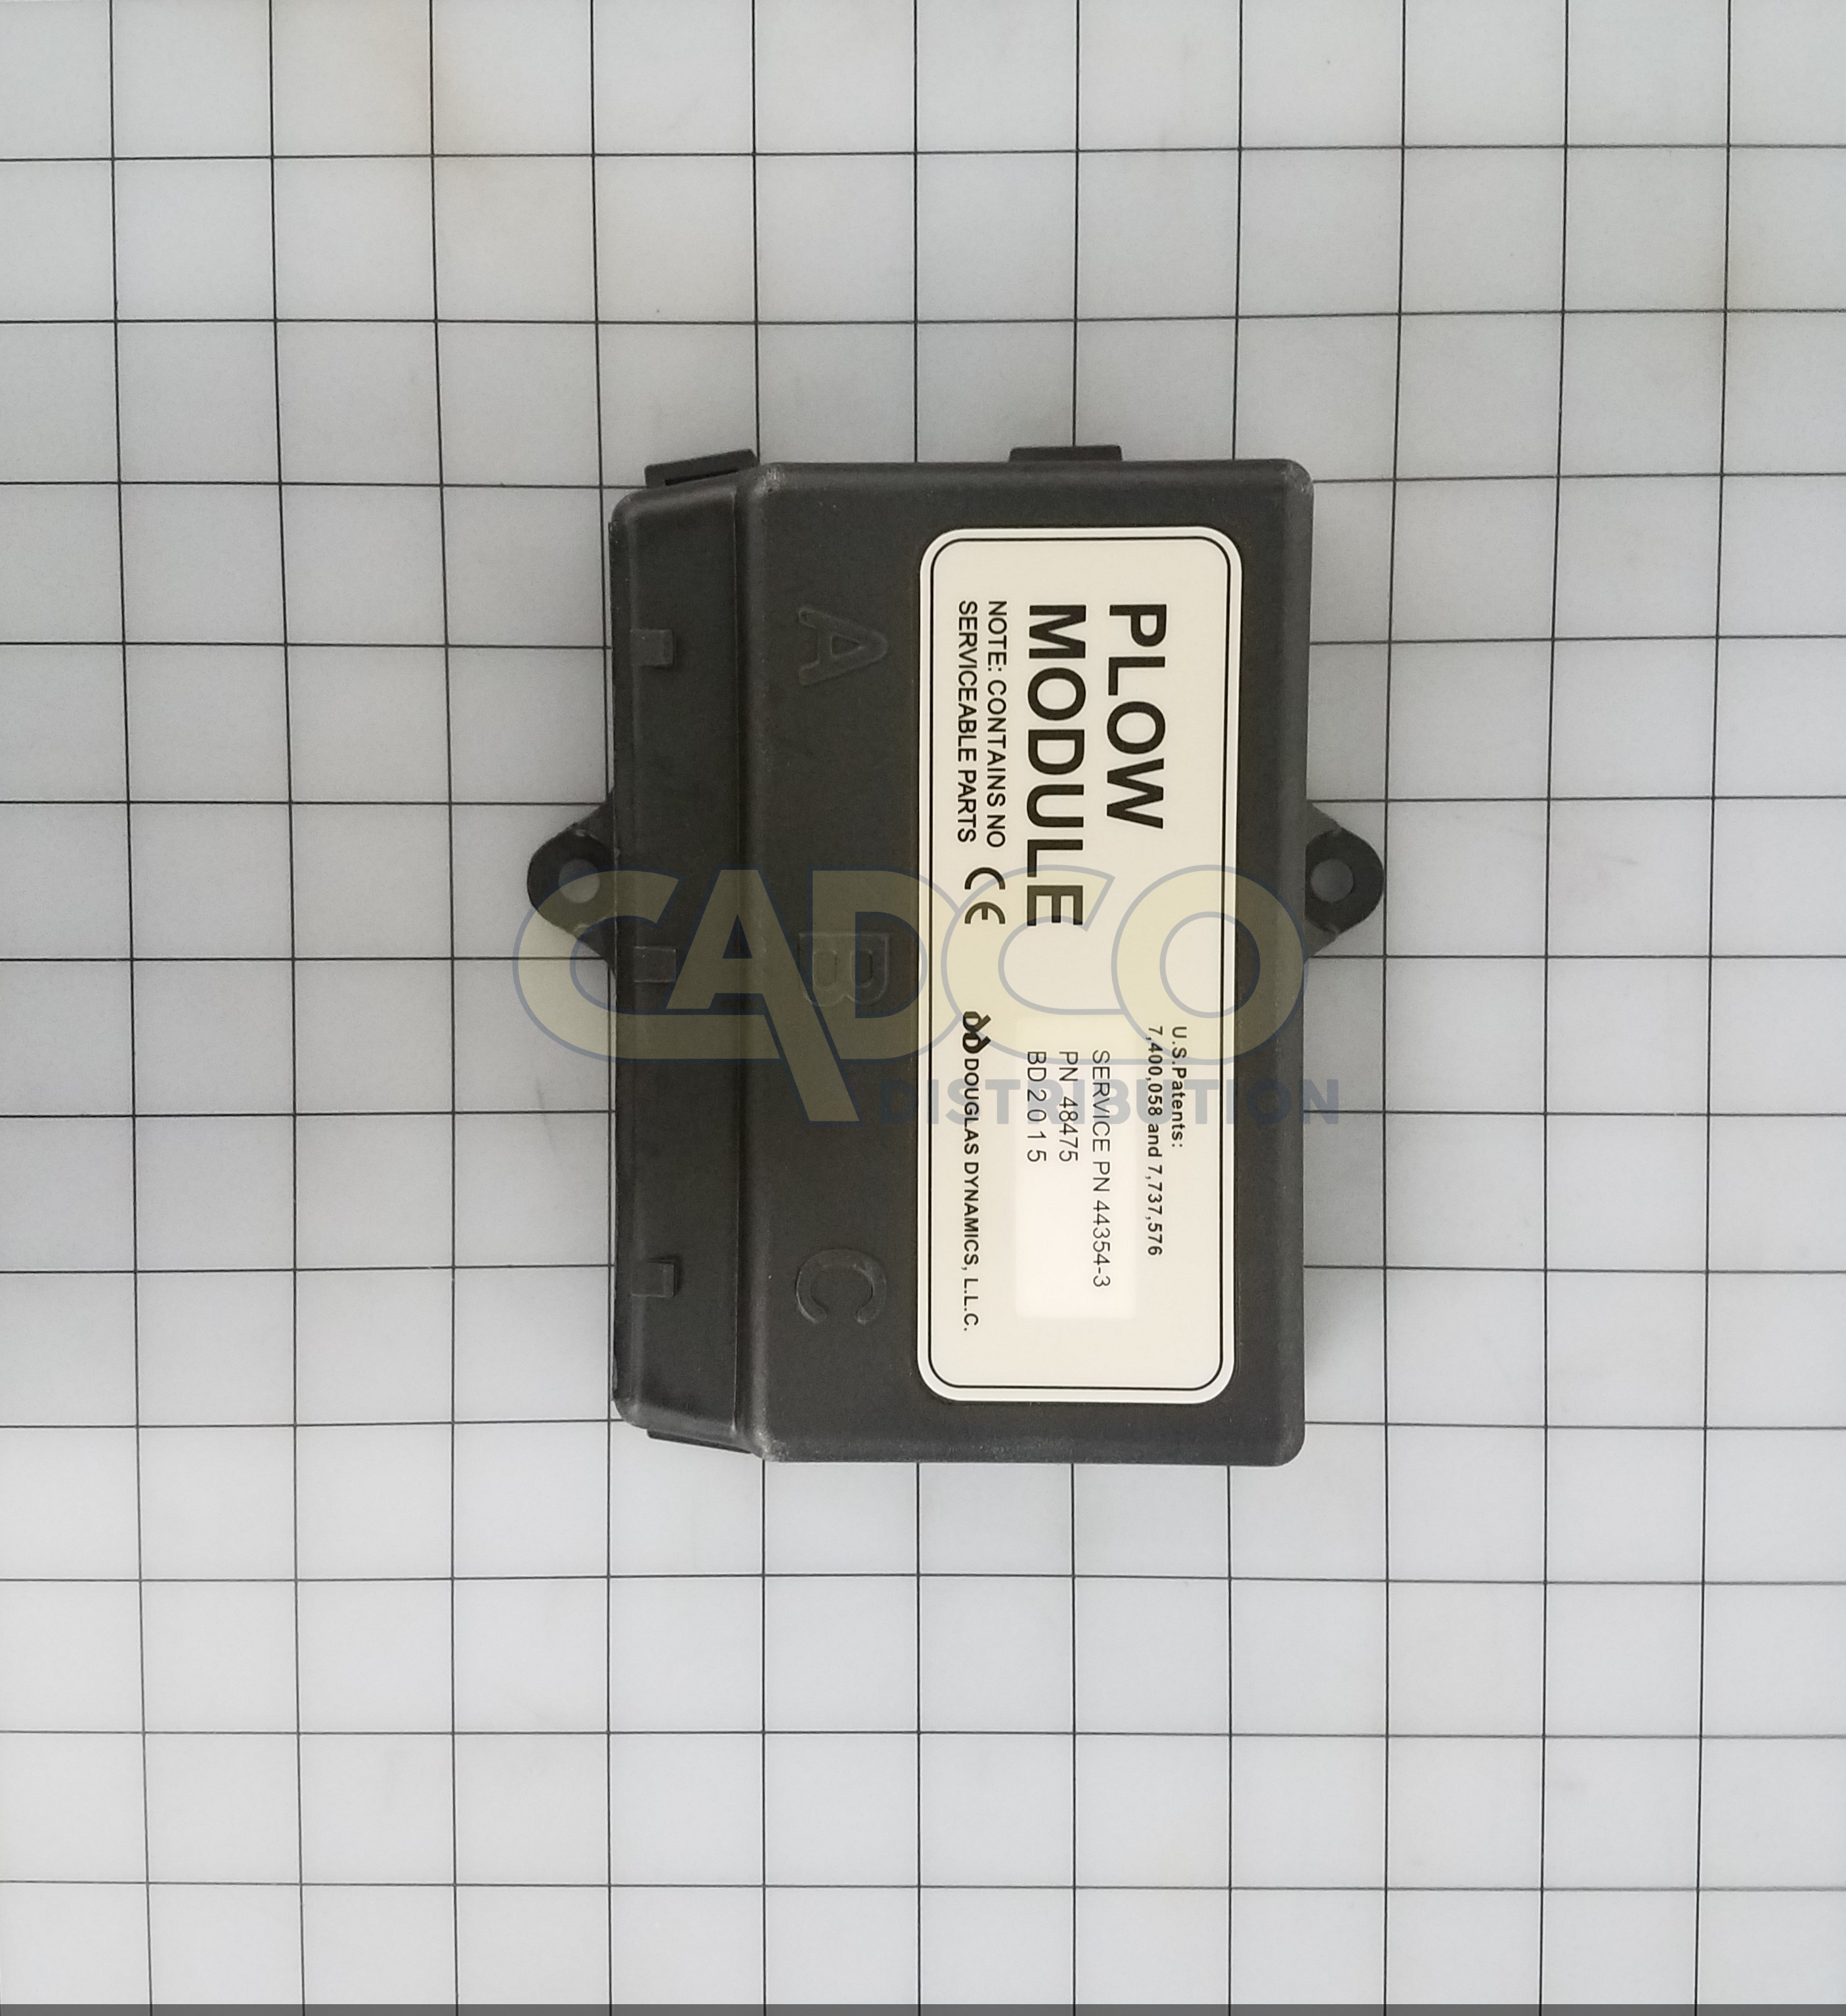 PLOW
MODULE
NOTE: CONTAINS NO
SERVICEABLE PARTS
CE
U.S.Patents:
7,400,058 and 7,737,576
SERVICE PN 44354-3
PN 48475
BD2015
DOUGLAS DYNAMICS, L.L.C.
A
B
C
CADCO
DISTRIBUTION